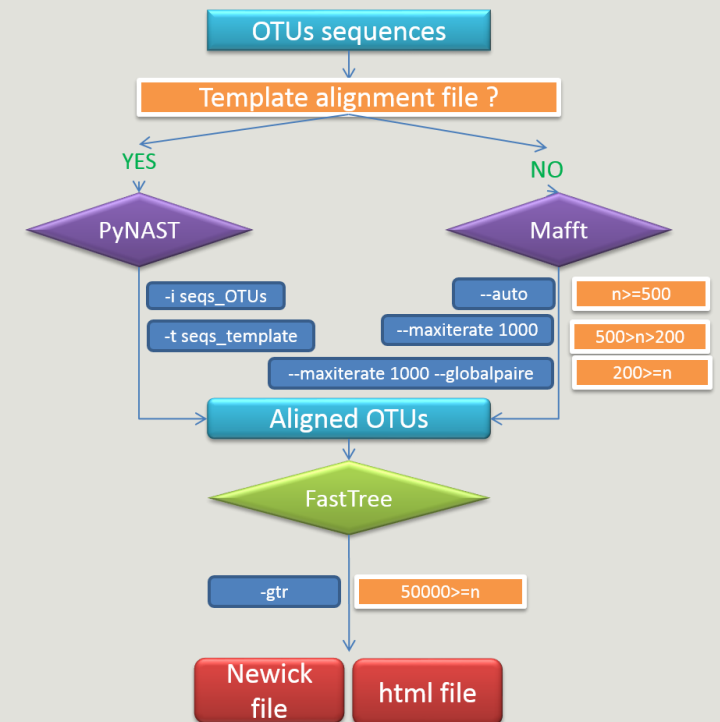 OTUs sequences
Template alignment file ?
YES
NO
PyNAST
Mafft
-i seqs_OTUs
-t seqs_template
--auto
n>=500
--maxiterate 1000
500>n>200
--maxiterate 1000 --globalpaire
200>=n
Aligned OTUs
FastTree
-gtr
50000>=n
Newick
file
html file